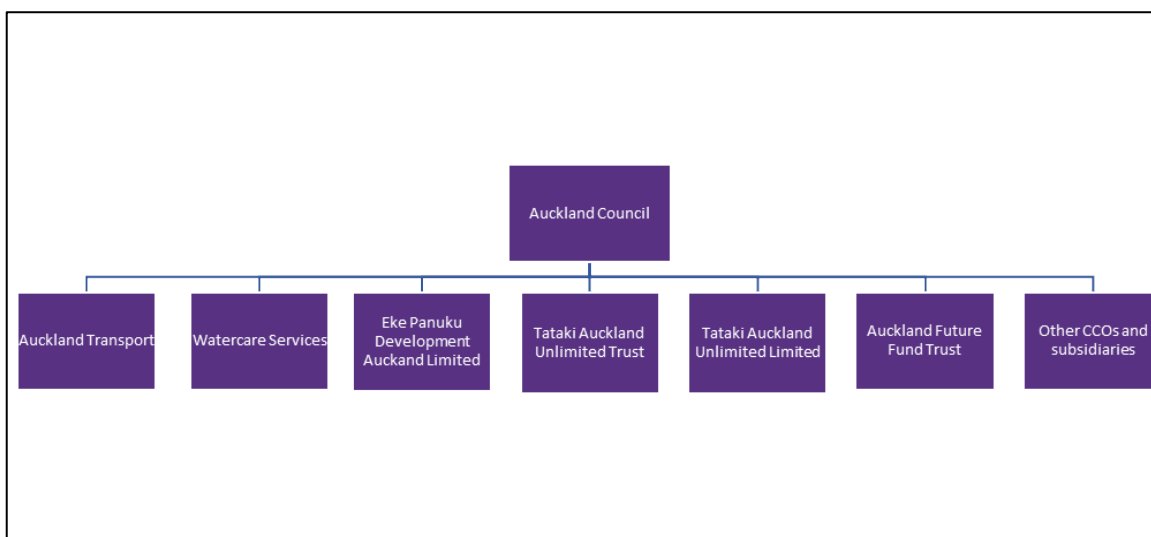 Auckland Council
Auckland Transport
Watercare Services
Eke Panuku
Development
Auckand Limited
Tataki Auckland
Unlimited Trust
Tataki Auckland
Unlimited Limited
Auckland Future
Fund Trust
Other CCOs and
subsidiaries